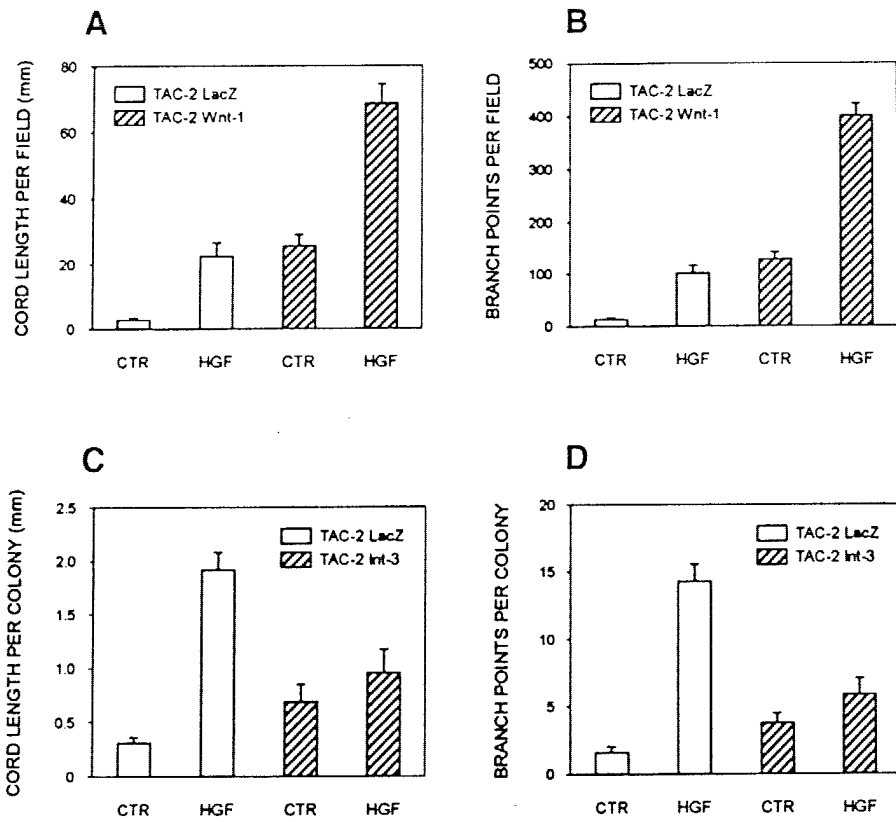 A
CORD LENGTH PER FIELD (mm)
80
60
40
20
0
TAC-2 LacZ
TAC-2 Wnt-1
CTR HGF CTR HGF
B
BRANCH POINTS PER FIELD
500
400
300
200
100
0
TAC-2 LacZ
TAC-2 Wnt-1
CTR HGF CTR HGF
C
CORD LENGTH PER COLONY (mm)
2.5
2.0
1.5
1.0
0.5
0
TAC-2 LacZ
TAC-2 Int-3
CTR HGF CTR HGF
D
BRANCH POINTS PER COLONY
20
15
10
5
0
TAC-2 LacZ
TAC-2 Int-3
CTR HGF CTR HGF